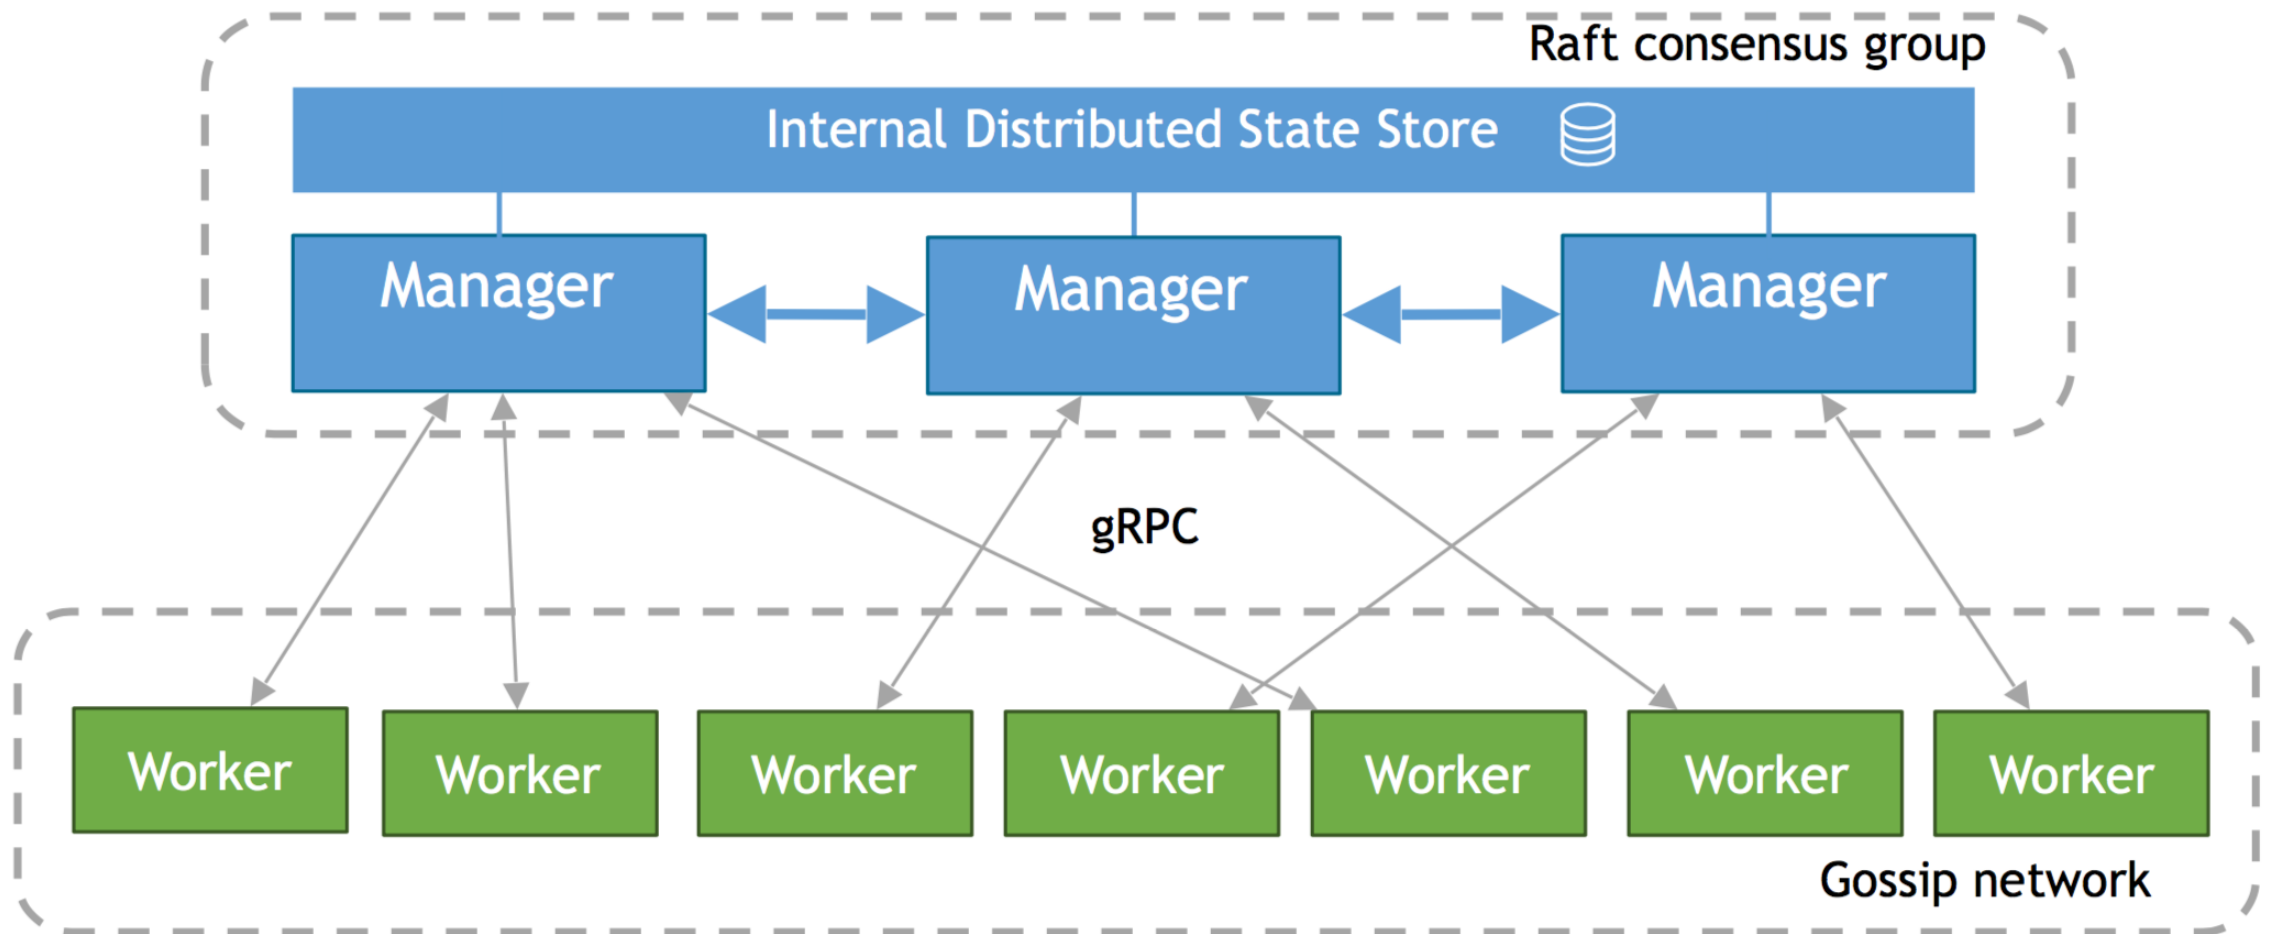 Raft consensus group
Internal Distributed State Store
Manager
Manager
Manager
gRPC
Worker
Worker
Worker
Worker
Worker
Worker
Worker
Gossip network